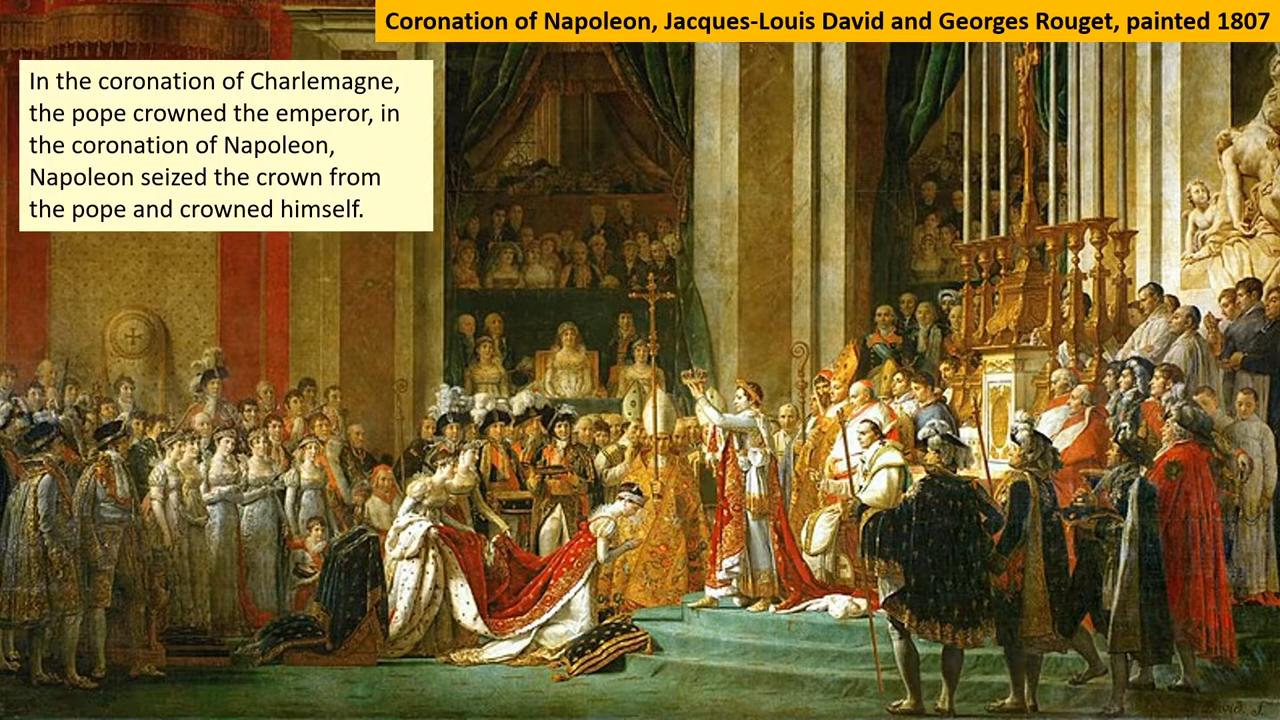 Coronation of Napoleon, Jacques-Louis David and Georges Rouget, painted 1807
In the coronation of Charlemagne,
the pope crowned the emperor, in
the coronation of Napoleon,
Napoleon seized the crown from
the pope and crowned himself.